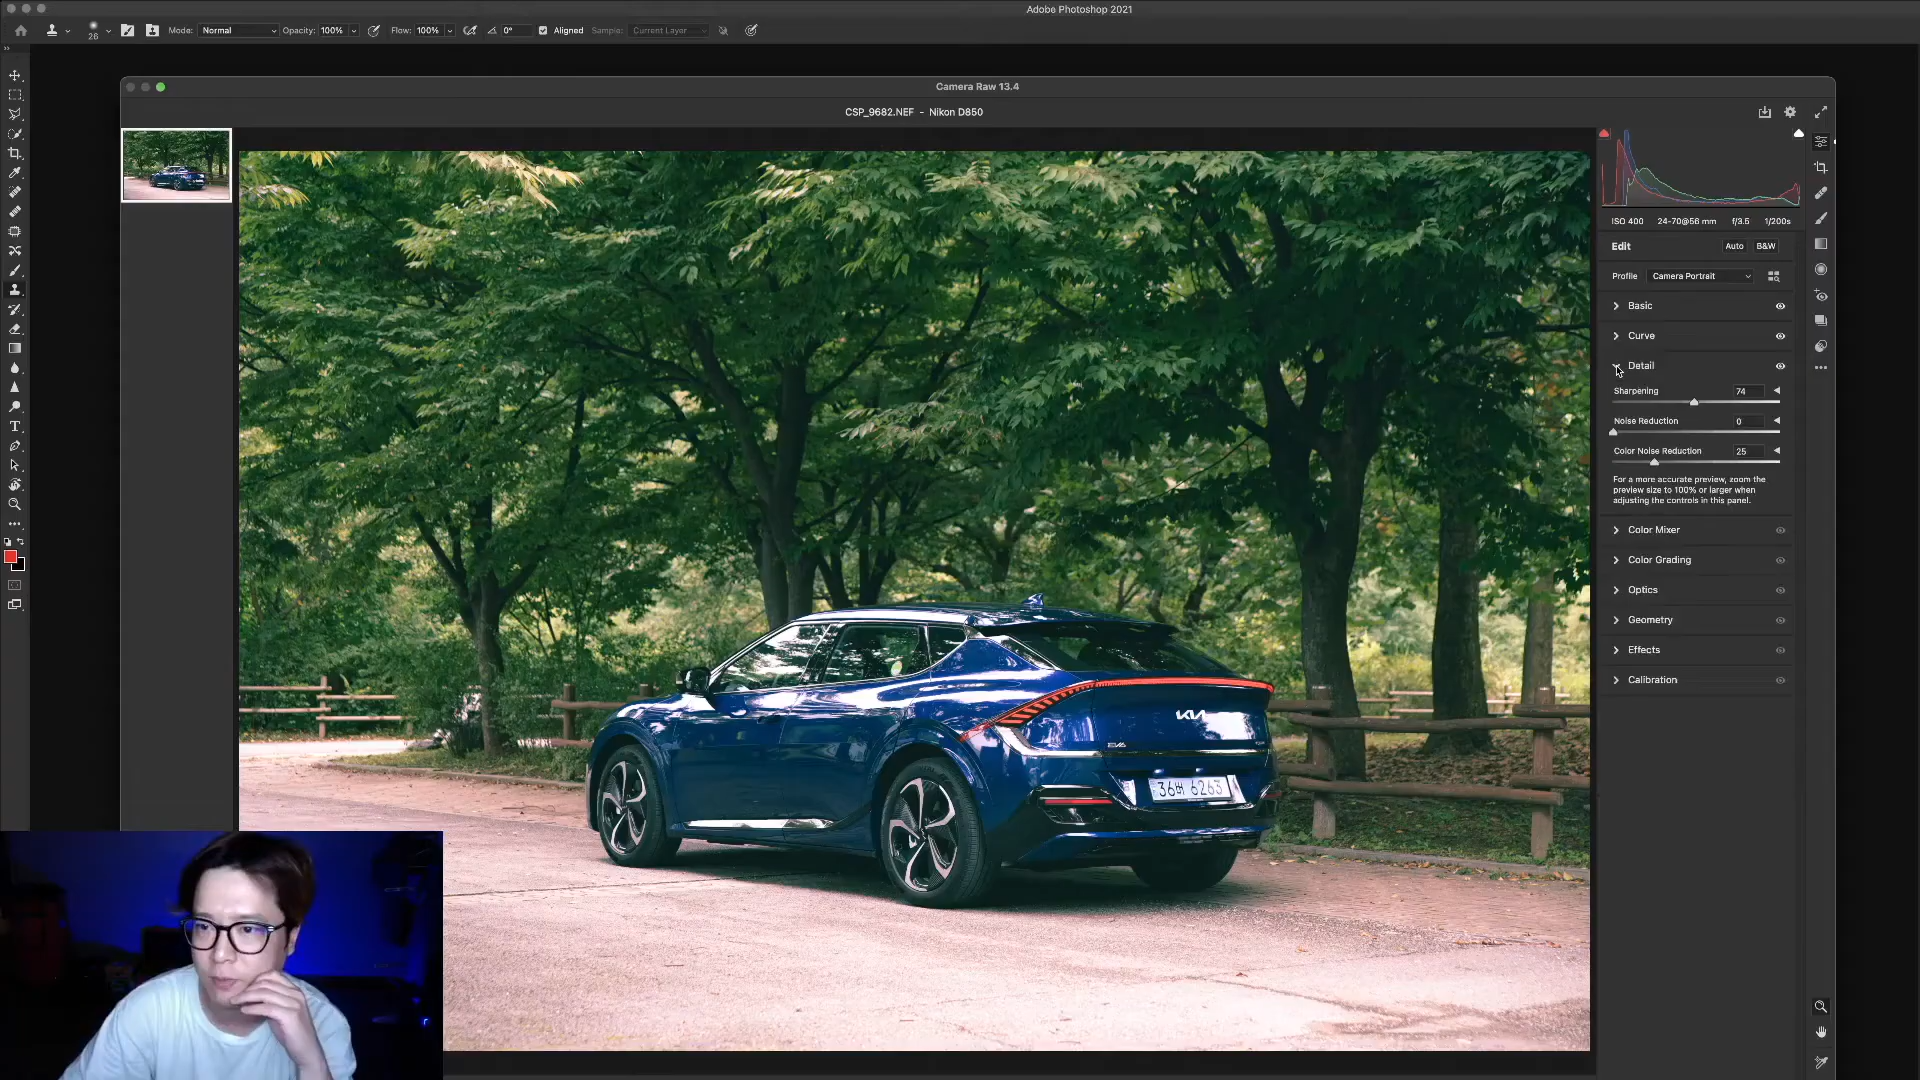 Adobe Photoshop 2021
26
Mode: Normal
Opacity: 100%
Flow: 100%
0°
Aligned
Sample: Current Layer
Camera Raw 13.4
CSP_9682.NEF - Nikon D850
ISO 400 24-70@56 mm f/3.5 1/200s
Edit Auto B&W
Profile Camera Portrait
Basic
Curve
Detail
Sharpening 74
Noise Reduction 0
Color Noise Reduction 25
For a more accurate preview, zoom the
preview size to 100% or larger when
adjusting the controls in this panel.
Color Mixer
Color Grading
Optics
Geometry
Effects
Calibration
KIA
EV6
36버 6263